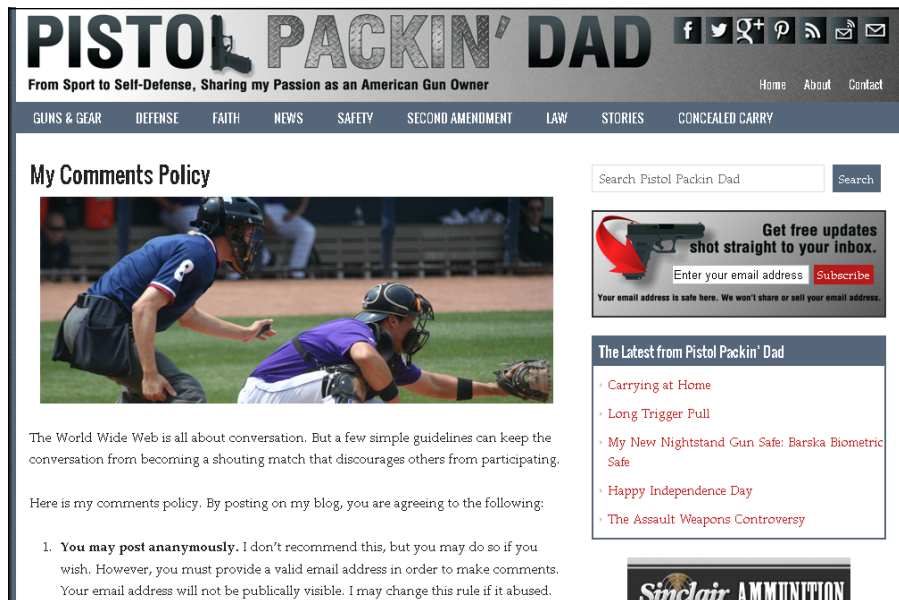 PISTOL PACKIN' DAD
From Sport to Self-Defense, Sharing my Passion as an American Gun Owner
Home About Contact
GUNS & GEAR DEFENSE FAITH NEWS SAFETY SECOND AMENDMENT LAW STORIES CONCEALED CARRY
My Comments Policy
8
The World Wide Web is all about conversation. But a few simple guidelines can keep the
conversation from becoming a shouting match that discourages others from participating.
Here is my comments policy. By posting on my blog, you are agreeing to the following:
1. You may post ananymously. I don't recommend this, but you may do so if you
wish. However, you must provide a valid email address in order to make comments.
Your email address will not be publically visible. I may change this rule if it abused.
Search Pistol Packin Dad Search
Get free updates
shot straight to your inbox.
Enter your email address Subscribe
Your email address is safe here. We won't share or sell your email address.
The Latest from Pistol Packin' Dad
Carrying at Home
Long Trigger Pull
My New Nightstand Gun Safe: Barska Biometric
Safe
Happy Independence Day
The Assault Weapons Controversy
Sinclair AMMUNITION